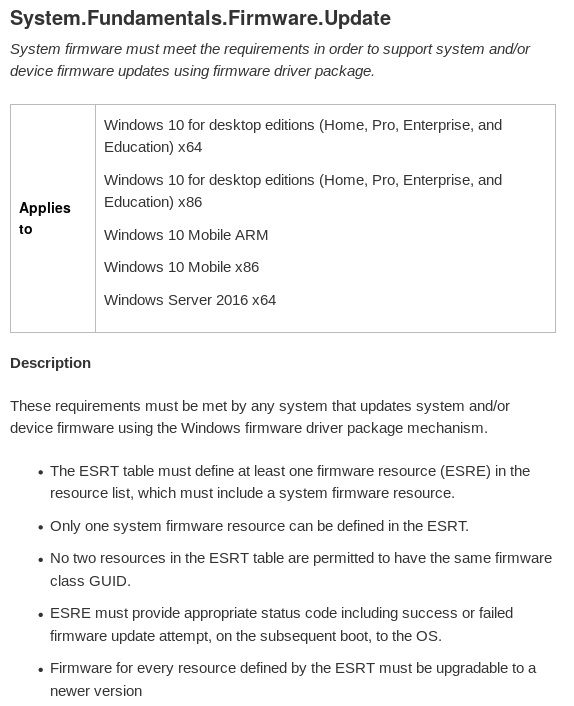 System.Fundamentals.Firmware.Update
System firmware must meet the requirements in order to support system and/or
device firmware updates using firmware driver package.
Applies
to
Windows 10 for desktop editions (Home, Pro, Enterprise, and
Education) x64
Windows 10 for desktop editions (Home, Pro, Enterprise, and
Education) x86
Windows 10 Mobile ARM
Windows 10 Mobile x86
Windows Server 2016 x64
Description
These requirements must be met by any system that updates system and/or
device firmware using the Windows firmware driver package mechanism.
• The ESRT table must define at least one firmware resource (ESRE) in the
resource list, which must include a system firmware resource.
• Only one system firmware resource can be defined in the ESRT.
• No two resources in the ESRT table are permitted to have the same firmware
class GUID.
• ESRE must provide appropriate status code including success or failed
firmware update attempt, on the subsequent boot, to the OS.
• Firmware for every resource defined by the ESRT must be upgradable to a
newer version